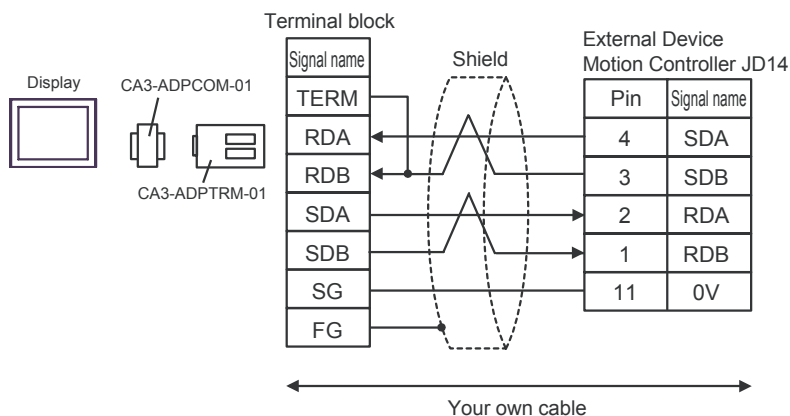 Terminal block
Display
CA3-ADPCOM-01
CA3-ADPTRM-01
Signal name
TERM
RDA
RDB
SDA
SDB
SG
FG
Shield
External Device
Motion Controller JD14
Pin Signal name
4 SDA
3 SDB
2 RDA
1 RDB
11 0V
Your own cable